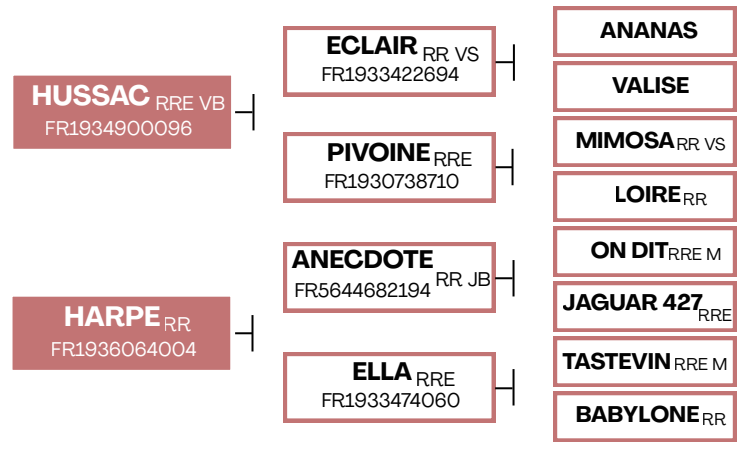 HUSSAC RRE VB
FR1934900096
HARPE RR
FR1936064004
ECLAIR RR VS
FR1933422694
PIVOINE RRE
FR1930738710
ANECDOTE
FR5644682194 RR JB
ELLA RRE
FR1933474060
ANANAS
VALISE
MIMOSA RR VS
LOIRE RR
ON DIT RRE M
JAGUAR 427
RRE
TASTEVIN RRE M
BABYLONE RR